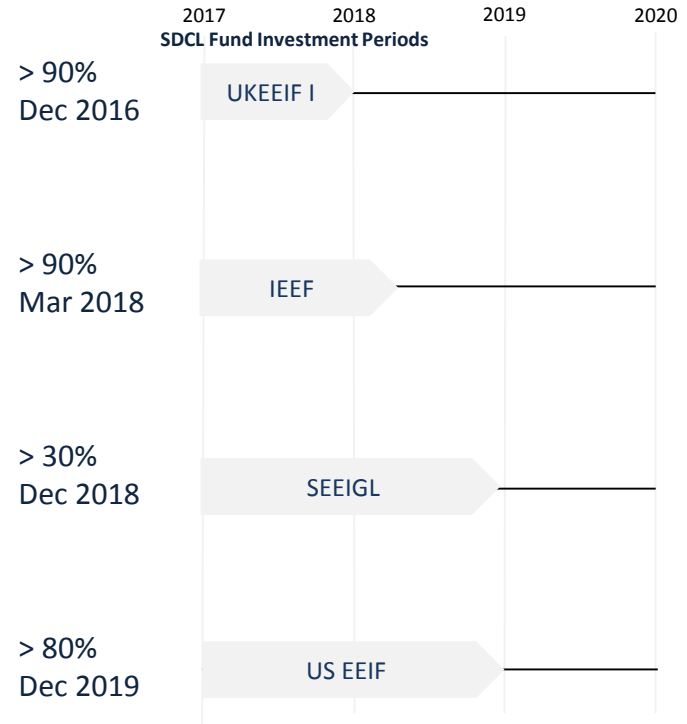 2017 2018 2019 2020
SDCL Fund Investment Periods
> 90%
Dec 2016
UKEEIF I
> 90%
Mar 2018
IEEF
> 30%
Dec 2018
SEEIGL
> 80%
Dec 2019
US EEIF